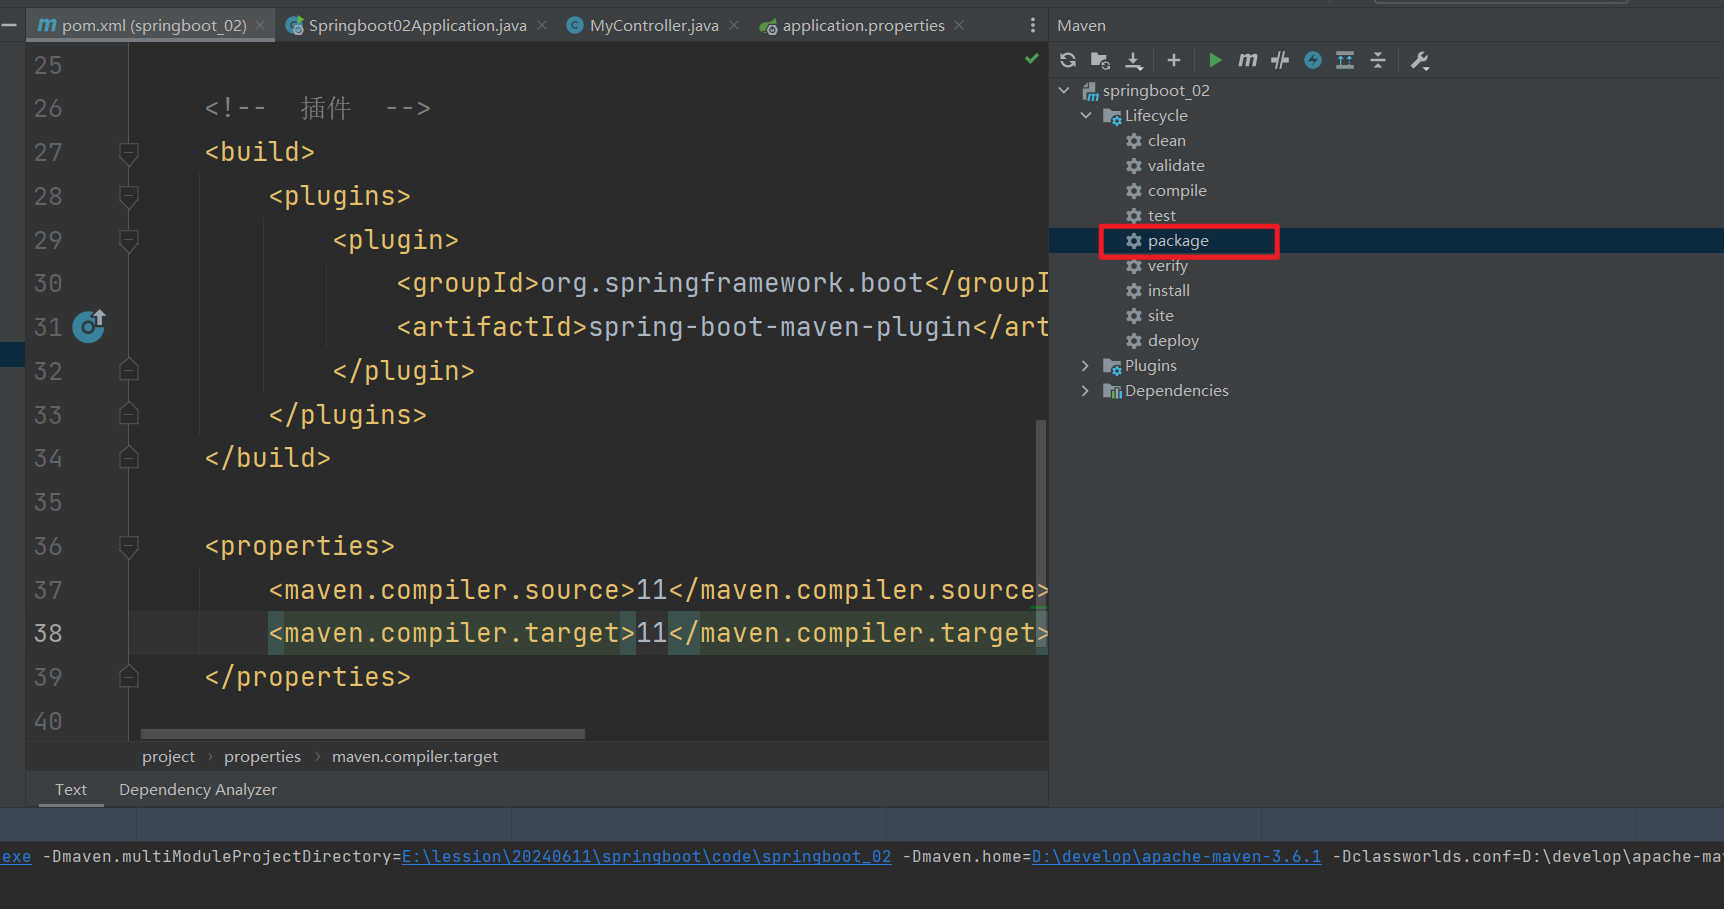 pom.xml (springboot_02)
Springboot02Application.java
MyController.java
application.properties
25
26 <!--  插件  -->
27 <build>
28 <plugins>
29 <plugin>
30 <groupId>org.springframework.boot</groupI
31 <artifactId>spring-boot-maven-plugin</art
32 </plugin>
33 </plugins>
34 </build>
35
36 <properties>
37 <maven.compiler.source>11</maven.compiler.source>
38 <maven.compiler.target>11</maven.compiler.target>
39 </properties>
40
project › properties › maven.compiler.target
Text Dependency Analyzer
Maven
springboot_02
Lifecycle
clean
validate
compile
test
package
verify
install
site
deploy
Plugins
Dependencies
exe -Dmaven.multiModuleProjectDirectory=E:\lession\20240611\springboot\code\springboot_02 -Dmaven.home=D:\develop\apache-maven-3.6.1 -Dclassworlds.conf=D:\develop\apache-ma